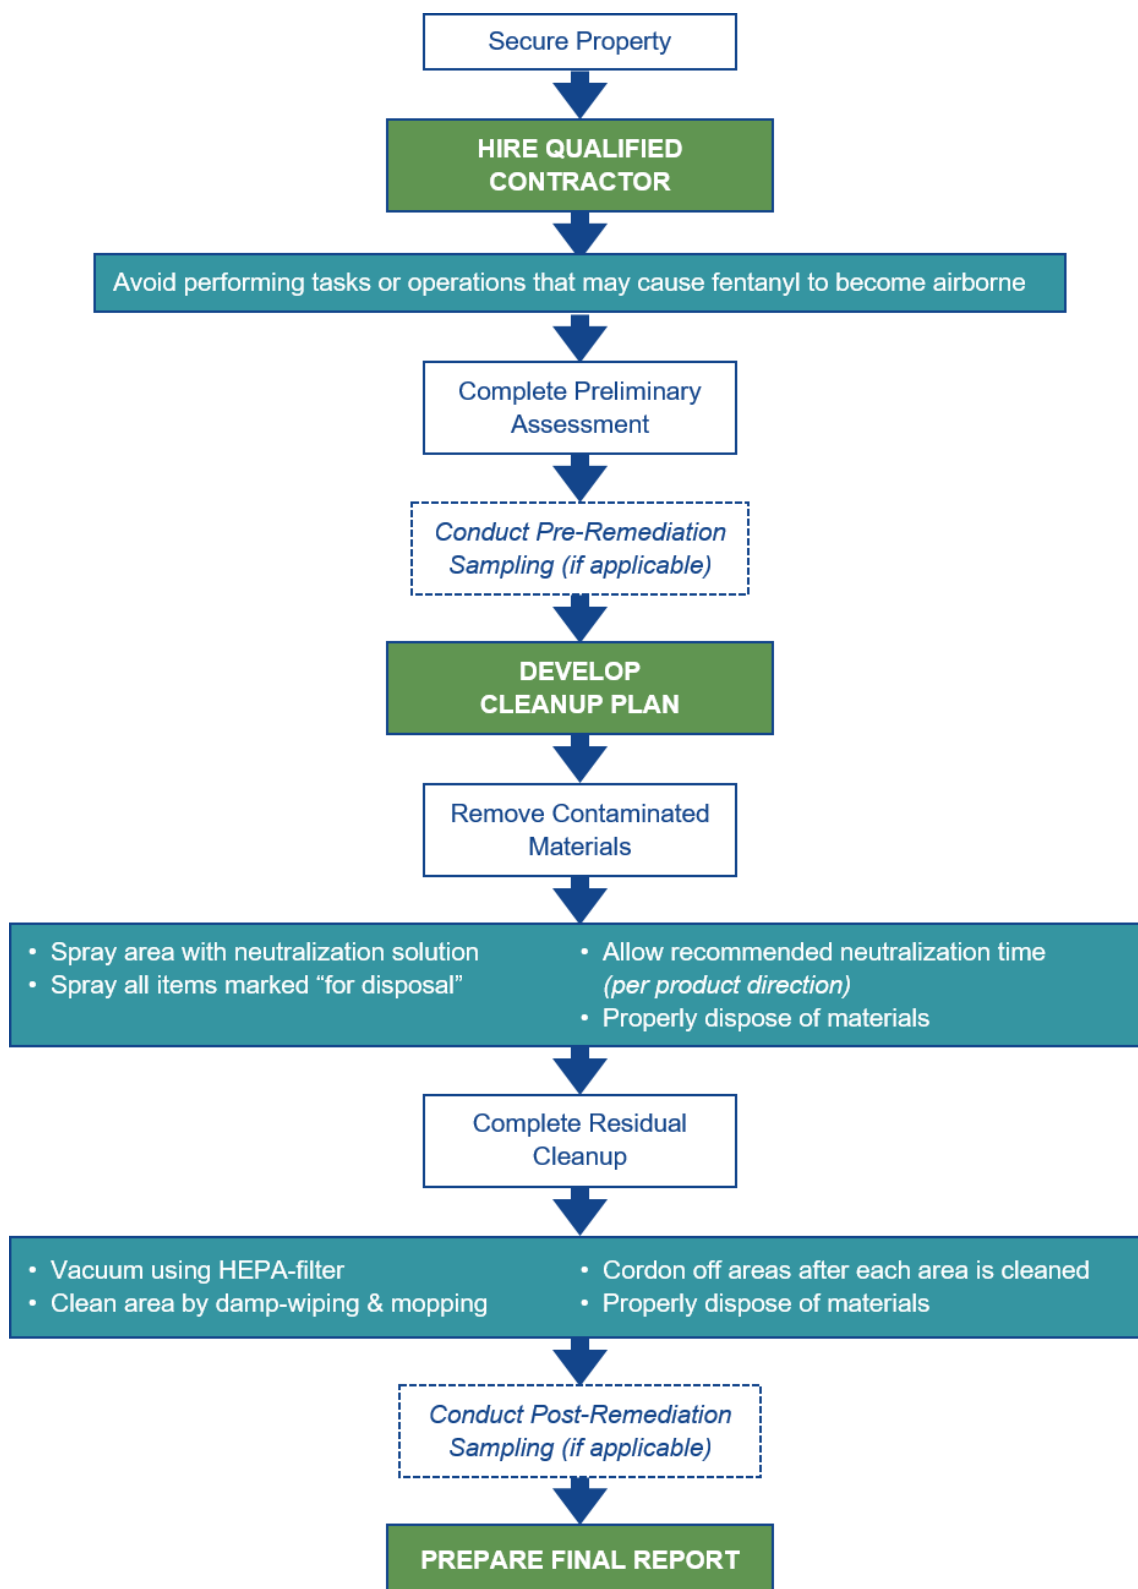 Secure Property
HIRE QUALIFIED
CONTRACTOR
Avoid performing tasks or operations that may cause fentanyl to become airborne
Complete Preliminary
Assessment
Conduct Pre-Remediation
Sampling (if applicable)
DEVELOP
CLEANUP PLAN
Remove Contaminated
Materials
• Spray area with neutralization solution
• Spray all items marked “for disposal”
• Allow recommended neutralization time
(per product direction)
• Properly dispose of materials
Complete Residual
Cleanup
• Vacuum using HEPA-filter
• Clean area by damp-wiping & mopping
• Cordon off areas after each area is cleaned
• Properly dispose of materials
Conduct Post-Remediation
Sampling (if applicable)
PREPARE FINAL REPORT